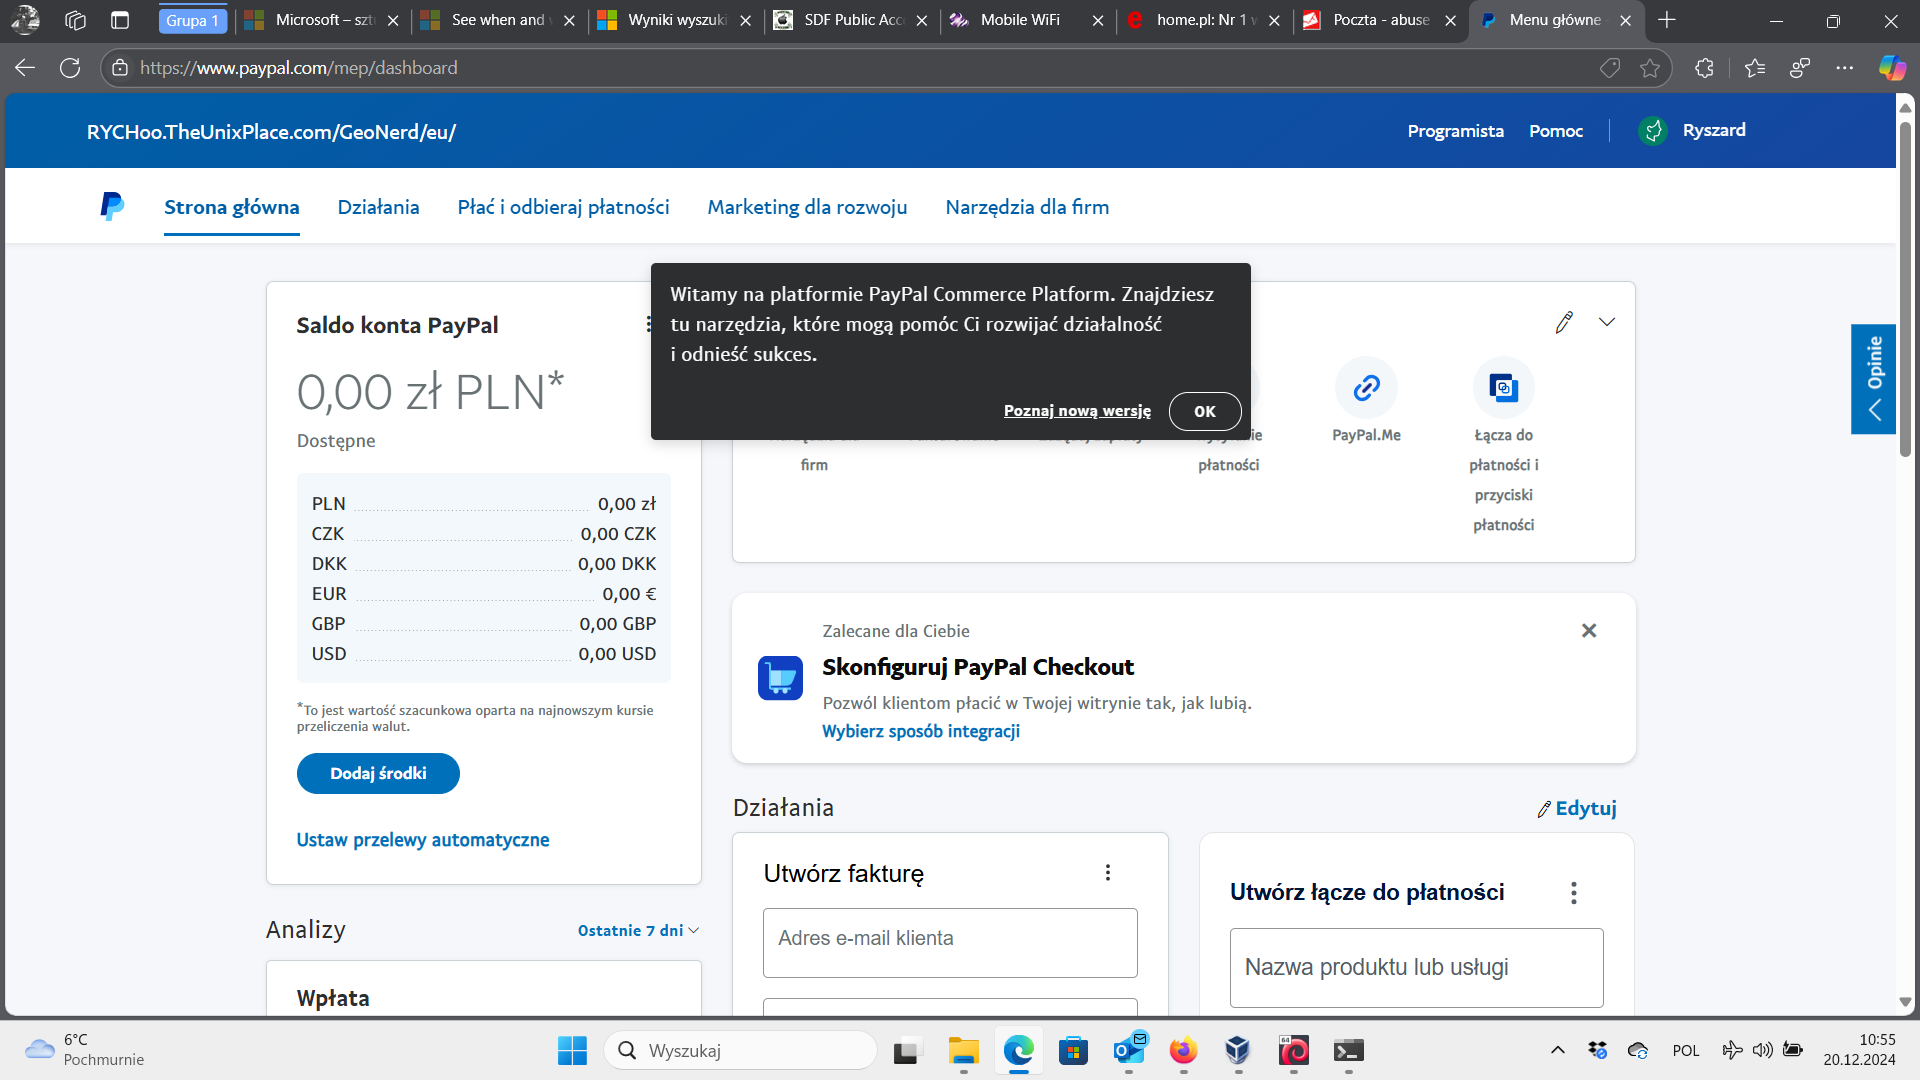 Grupa 1
Microsoft – szt
See when and
Wyniki wyszuki
SDF Public Acc
Mobile WiFi
home.pl: Nr 1 w
Poczta - abuse
Menu główne
https://www.paypal.com/mep/dashboard
RYCHoo.TheUnixPlace.com/GeoNerd/eu/
Programista
Pomoc
Ryszard
Strona główna
Działania
Płać i odbieraj płatności
Marketing dla rozwoju
Narzędzia dla firm
Saldo konta PayPal
0,00 zł PLN*
Dostępne
PLN 0,00 zł
CZK 0,00 CZK
DKK 0,00 DKK
EUR 0,00 €
GBP 0,00 GBP
USD 0,00 USD
*To jest wartość szacunkowa oparta na najnowszym kursie
przeliczenia walut.
Dodaj środki
Ustaw przelewy automatyczne
Analizy
Ostatnie 7 dni
Wpłata
Witamy na platformie PayPal Commerce Platform. Znajdziesz
tu narzędzia, które mogą pomóc Ci rozwijać działalność
i odnieść sukces.
Poznaj nową wersję
OK
firm
płatności
PayPal.Me
Łącza do
płatności i
przyciski
płatności
Opinie
Zalecane dla Ciebie
Skonfiguruj PayPal Checkout
Pozwól klientom płacić w Twojej witrynie tak, jak lubią.
Wybierz sposób integracji
Działania
Edytuj
Utwórz fakturę
Adres e-mail klienta
Utwórz łącze do płatności
Nazwa produktu lub usługi
6°C
Pochmurnie
Wyszukaj
64
POL
10:55
20.12.2024